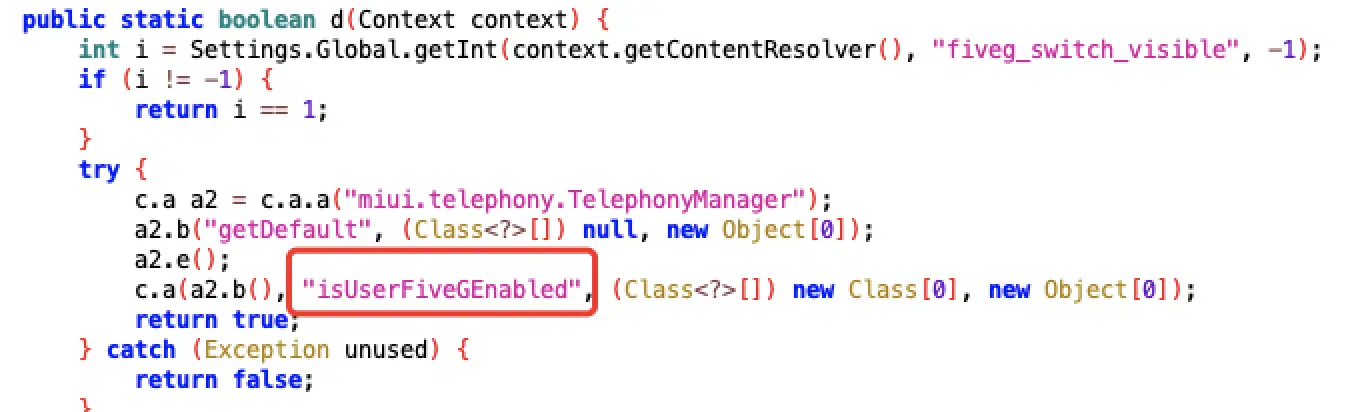 public static boolean d(Context context) {
    int i = Settings.Global.getInt(context.getContentResolver(), "fiveg_switch_visible", -1);
    if (i != -1) {
        return i == 1;
    }
    try {
        c.a a2 = c.a.a("miui.telephony.TelephonyManager");
        a2.b("getDefault", (Class<?>[]) null, new Object[0]);
        a2.e();
        c.a(a2.b(), "isUserFiveGEnabled", (Class<?>[]) new Class[0], new Object[0]);
        return true;
    } catch (Exception unused) {
        return false;
    }